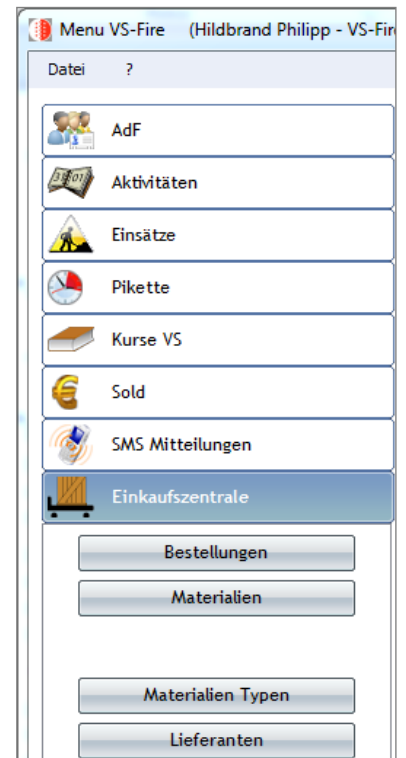 Menu VS-Fire (Hildbrand Philipp - VS-Fir
Datei ?
AdF
Aktivitäten
Einsätze
Pikette
Kurse VS
Sold
SMS Mitteilungen
Einkaufszentrale
Bestellungen
Materialien
Materialien Typen
Lieferanten